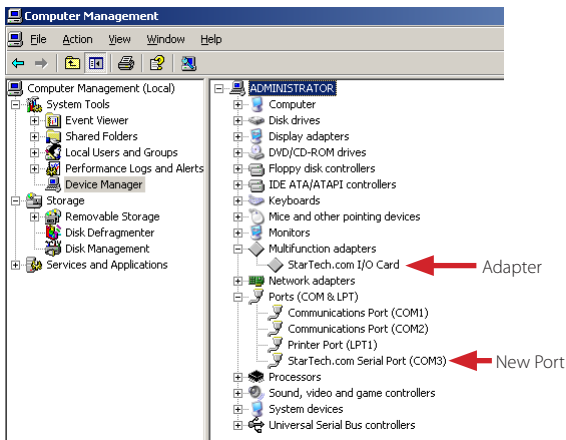 Computer Management
File Action View Window Help
Computer Management (Local)
System Tools
Event Viewer
Shared Folders
Local Users and Groups
Performance Logs and Alerts
Device Manager
Storage
Removable Storage
Disk Defragmenter
Disk Management
Services and Applications
ADMINISTRATOR
Computer
Disk drives
Display adapters
DVD/CD-ROM drives
Floppy disk controllers
IDE ATA/ATAPI controllers
Keyboards
Mice and other pointing devices
Monitors
Multifunction adapters
StarTech.com I/O Card
Adapter
Network adapters
Ports (COM & LPT)
Communications Port (COM1)
Communications Port (COM2)
Printer Port (LPT1)
StarTech.com Serial Port (COM3)
New Port
Processors
Sound, video and game controllers
System devices
Universal Serial Bus controllers